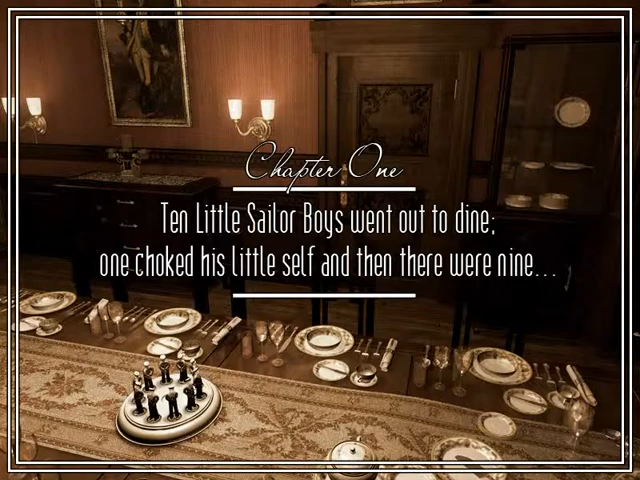 Chapter One
Ten Little Sailor Boys went out to dine;
one choked his little self and then there were nine...